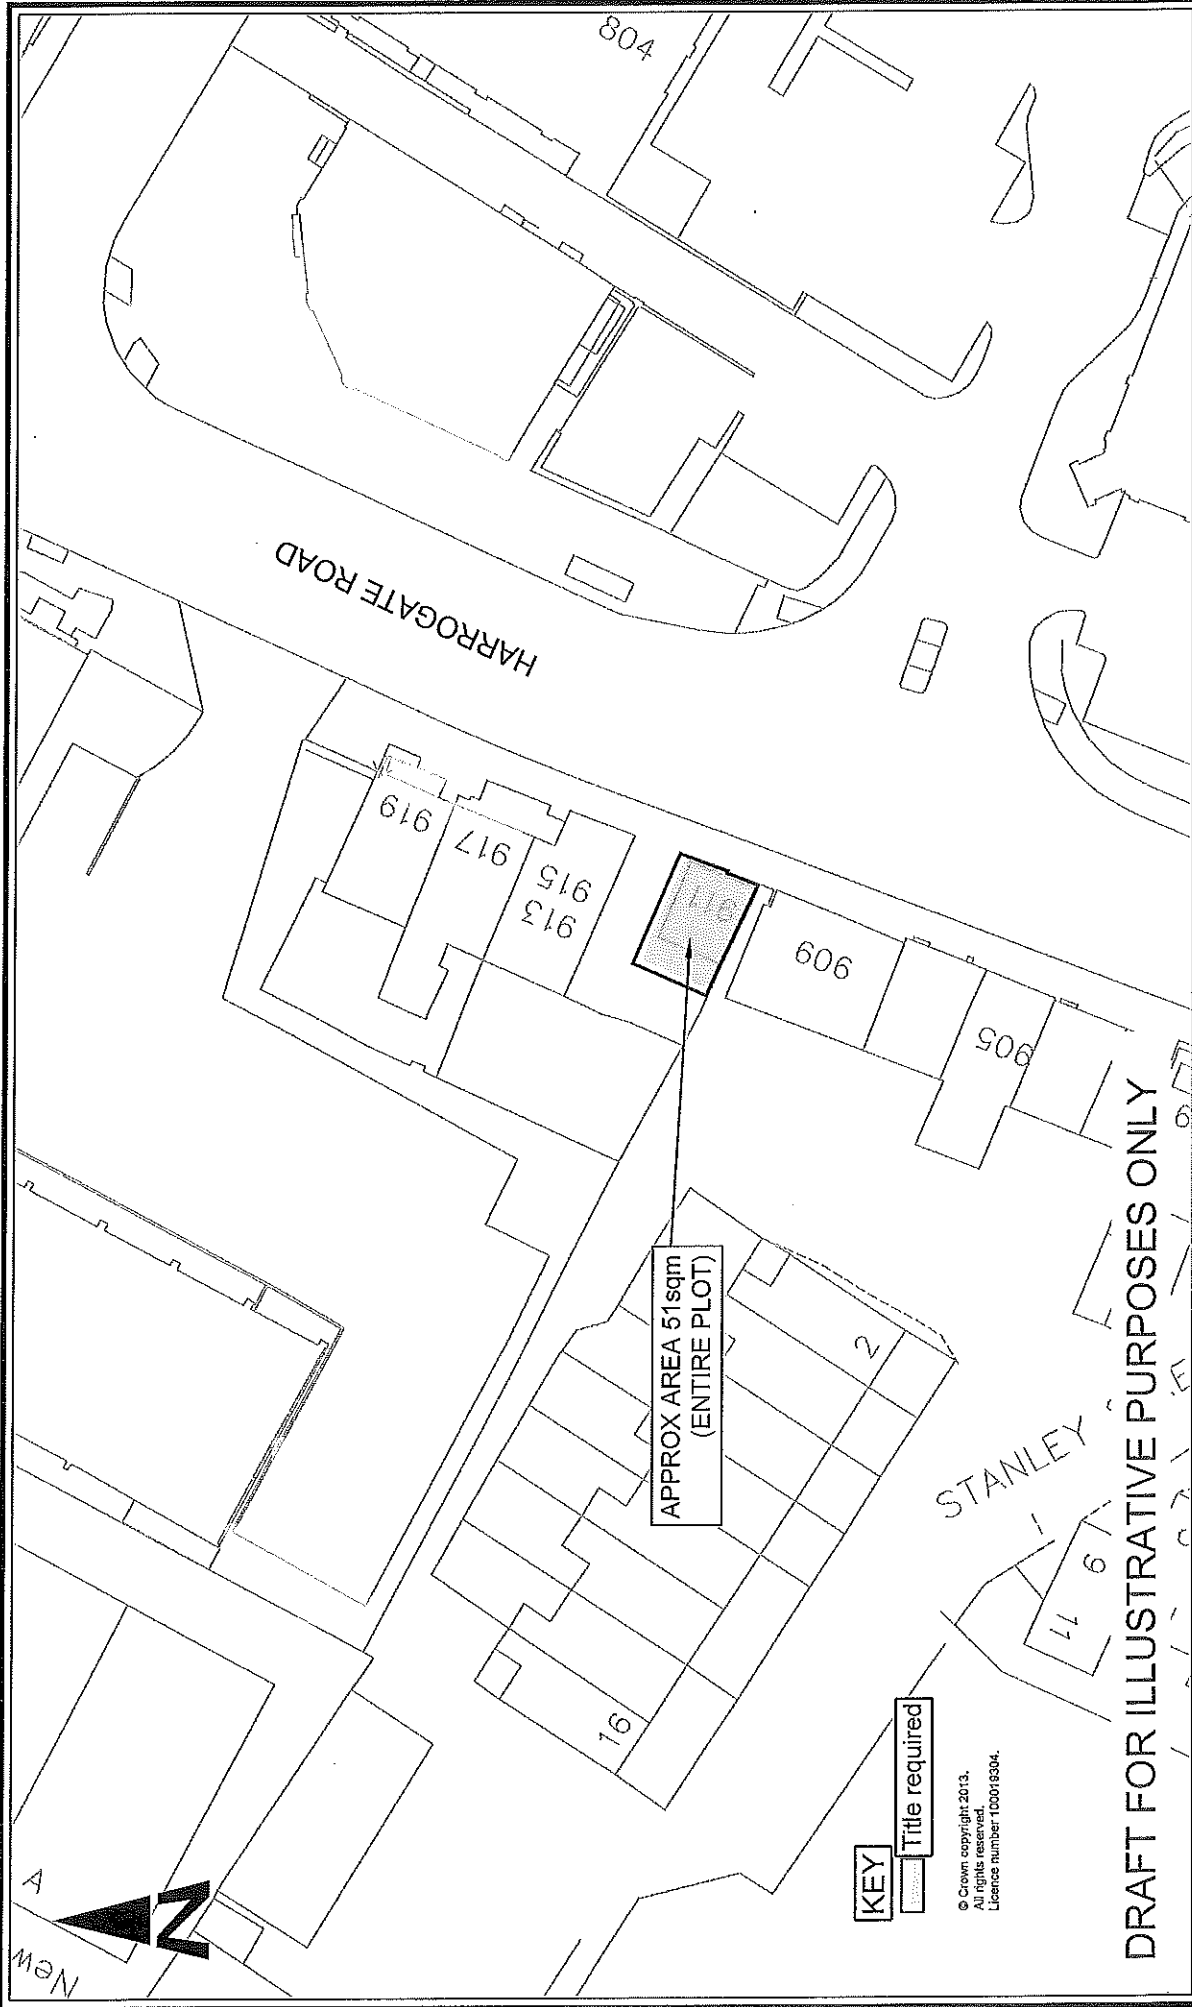 804
HARROGATE ROAD
919
917
915
913
911
909
905
APPROX AREA 51sqm
(ENTIRE PLOT)
2
16
STANLEY
9
11
New
A
N
KEY
Title required
© Crown copyright 2013.
All rights reserved.
Licence number 100019304.
DRAFT FOR ILLUSTRATIVE PURPOSES ONLY